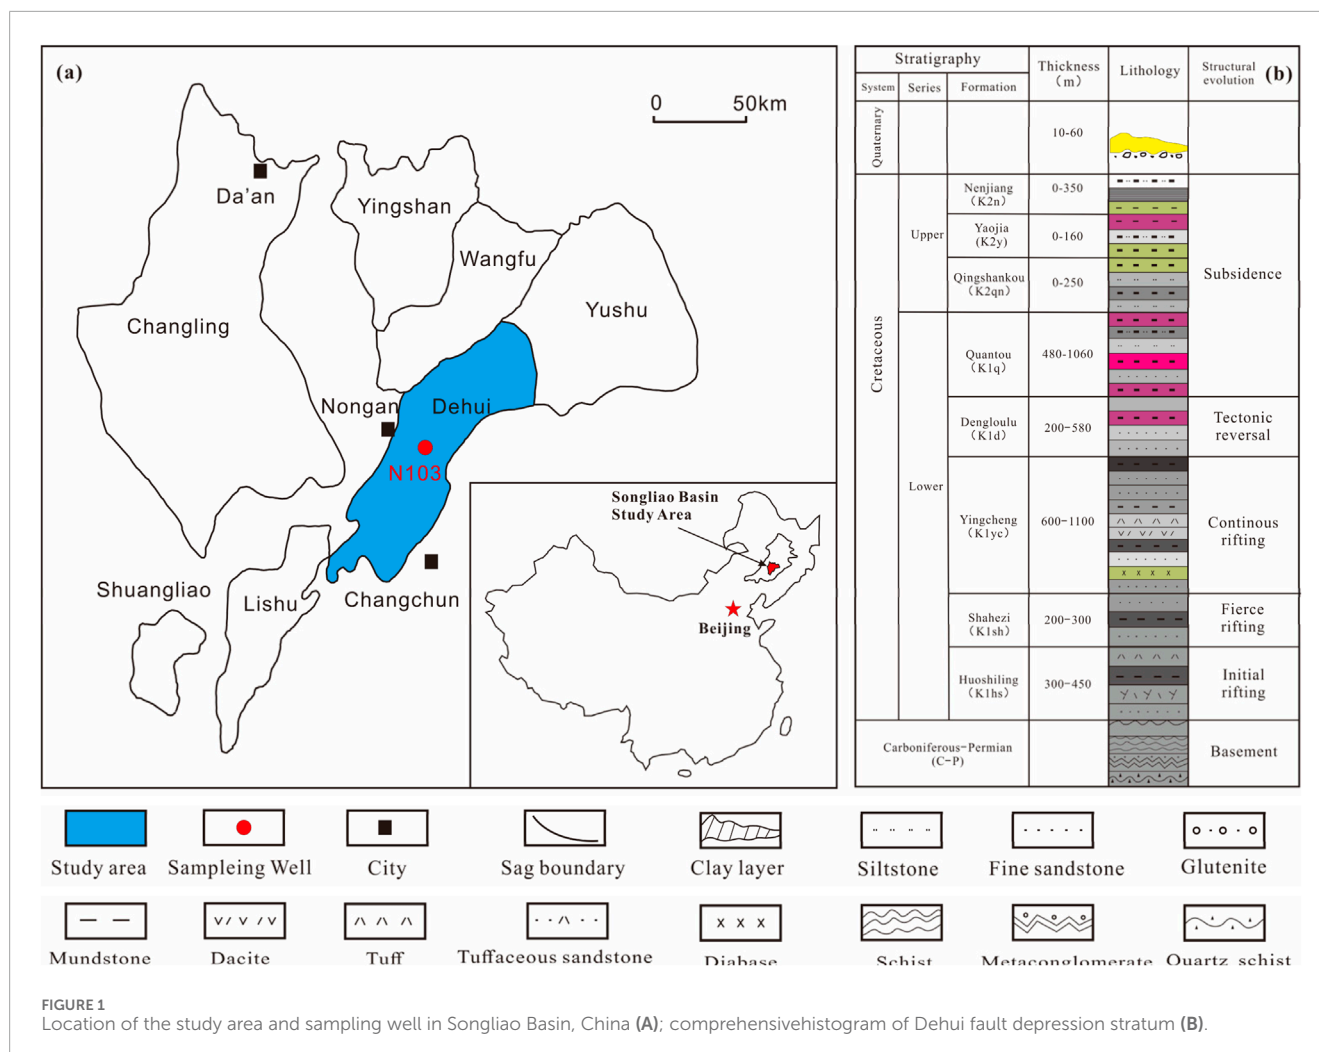 (a)
0 50km
Da'an
Yingshan
Wangfu
Yushu
Changling
Nongan
Dehui
N103
Shuangliao
Lishu
Changchun
Songliao Basin
Study Area
Beijing
Stratigraphy
Thickness
(m)
Lithology
Structural
evolution
(b)
System
Series
Formation
Quaternary
10-60
Cretaceous
Upper
Nenjiang
(K2n)
0-350
Yaojia
(K2y)
0-160
Qingshankou
(K2qn)
0-250
Subsidence
Lower
Quantou
(K1q)
480-1060
Dengloulu
(K1d)
200-580
Tectonic
reversal
Yingcheng
(K1yc)
600-1100
Continous
rifting
Shahezi
(K1sh)
200-300
Fierce
rifting
Huoshiling
(K1hs)
300-450
Initial
rifting
Carboniferous-Permian
(C-P)
Basement
Study area
Sampleing Well
City
Sag boundary
Clay layer
Siltstone
Fine sandstone
Glutenite
Mundstone
Dacite
Tuff
Tuffaceous sandstone
Diabase
Schist
Metaconglomerate
Quartz schist
FIGURE 1
Location of the study area and sampling well in Songliao Basin, China (A); comprehensivehistogram of Dehui fault depression stratum (B).